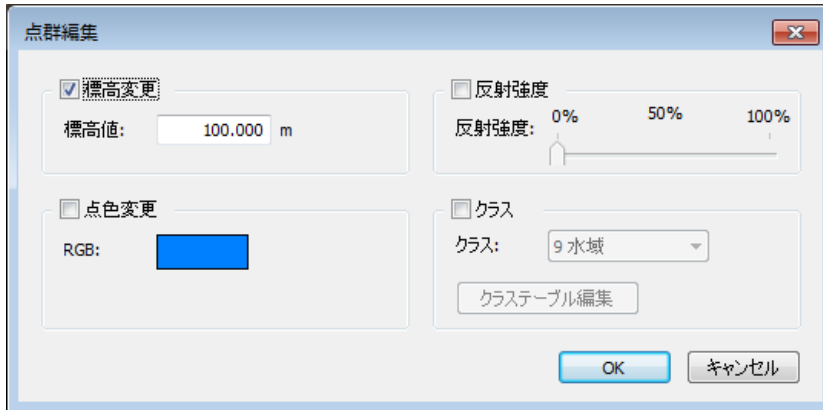 点群編集
標高変更
標高値: 100.000 m
反射強度
反射強度: 0% 50% 100%
点色変更
RGB:
クラス
クラス: 9 水域
クラステーブル編集
OK キャンセル